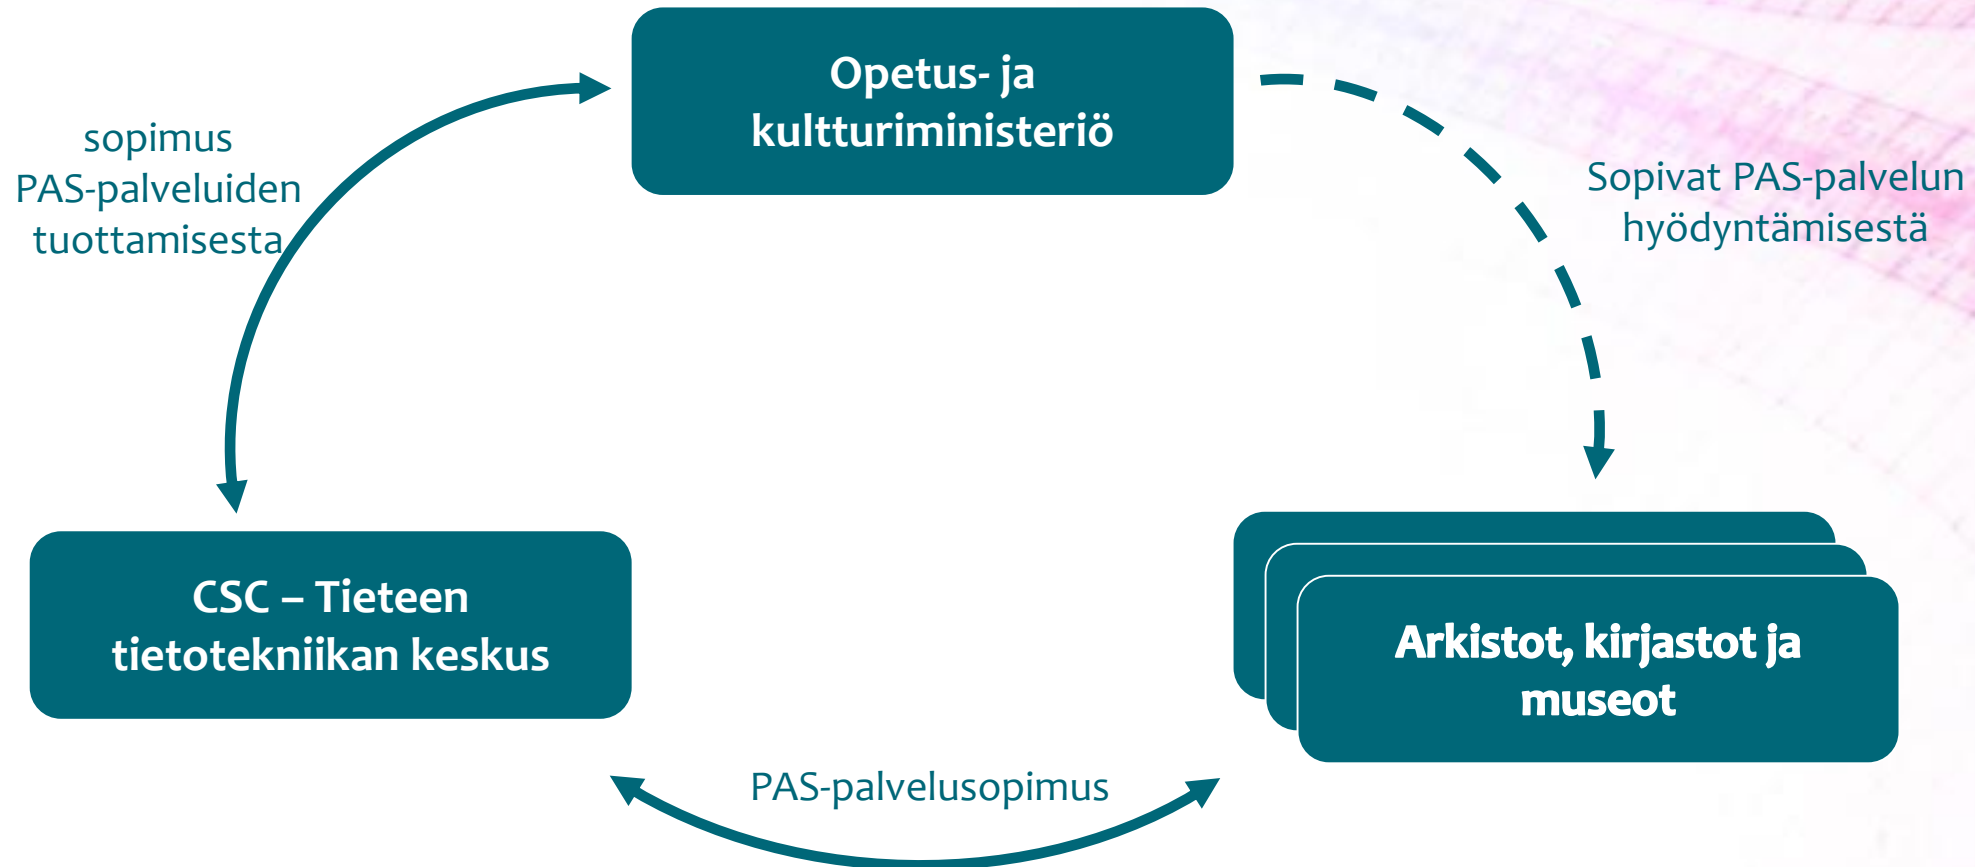 Opetus- ja
kulttuuriministeriö
sopimus
PAS-palveluiden
tuottamisesta
Sopivat PAS-palvelun
hyödyntämisestä
CSC – Tieteen
tietotekniikan keskus
Arkistot, kirjastot ja
museot
PAS-palvelusopimus